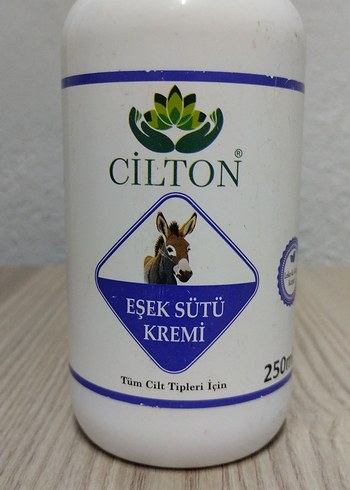 CİLTON®
EŞEK SÜTÜ
KREMİ
Tüm Cilt Tipleri İçin